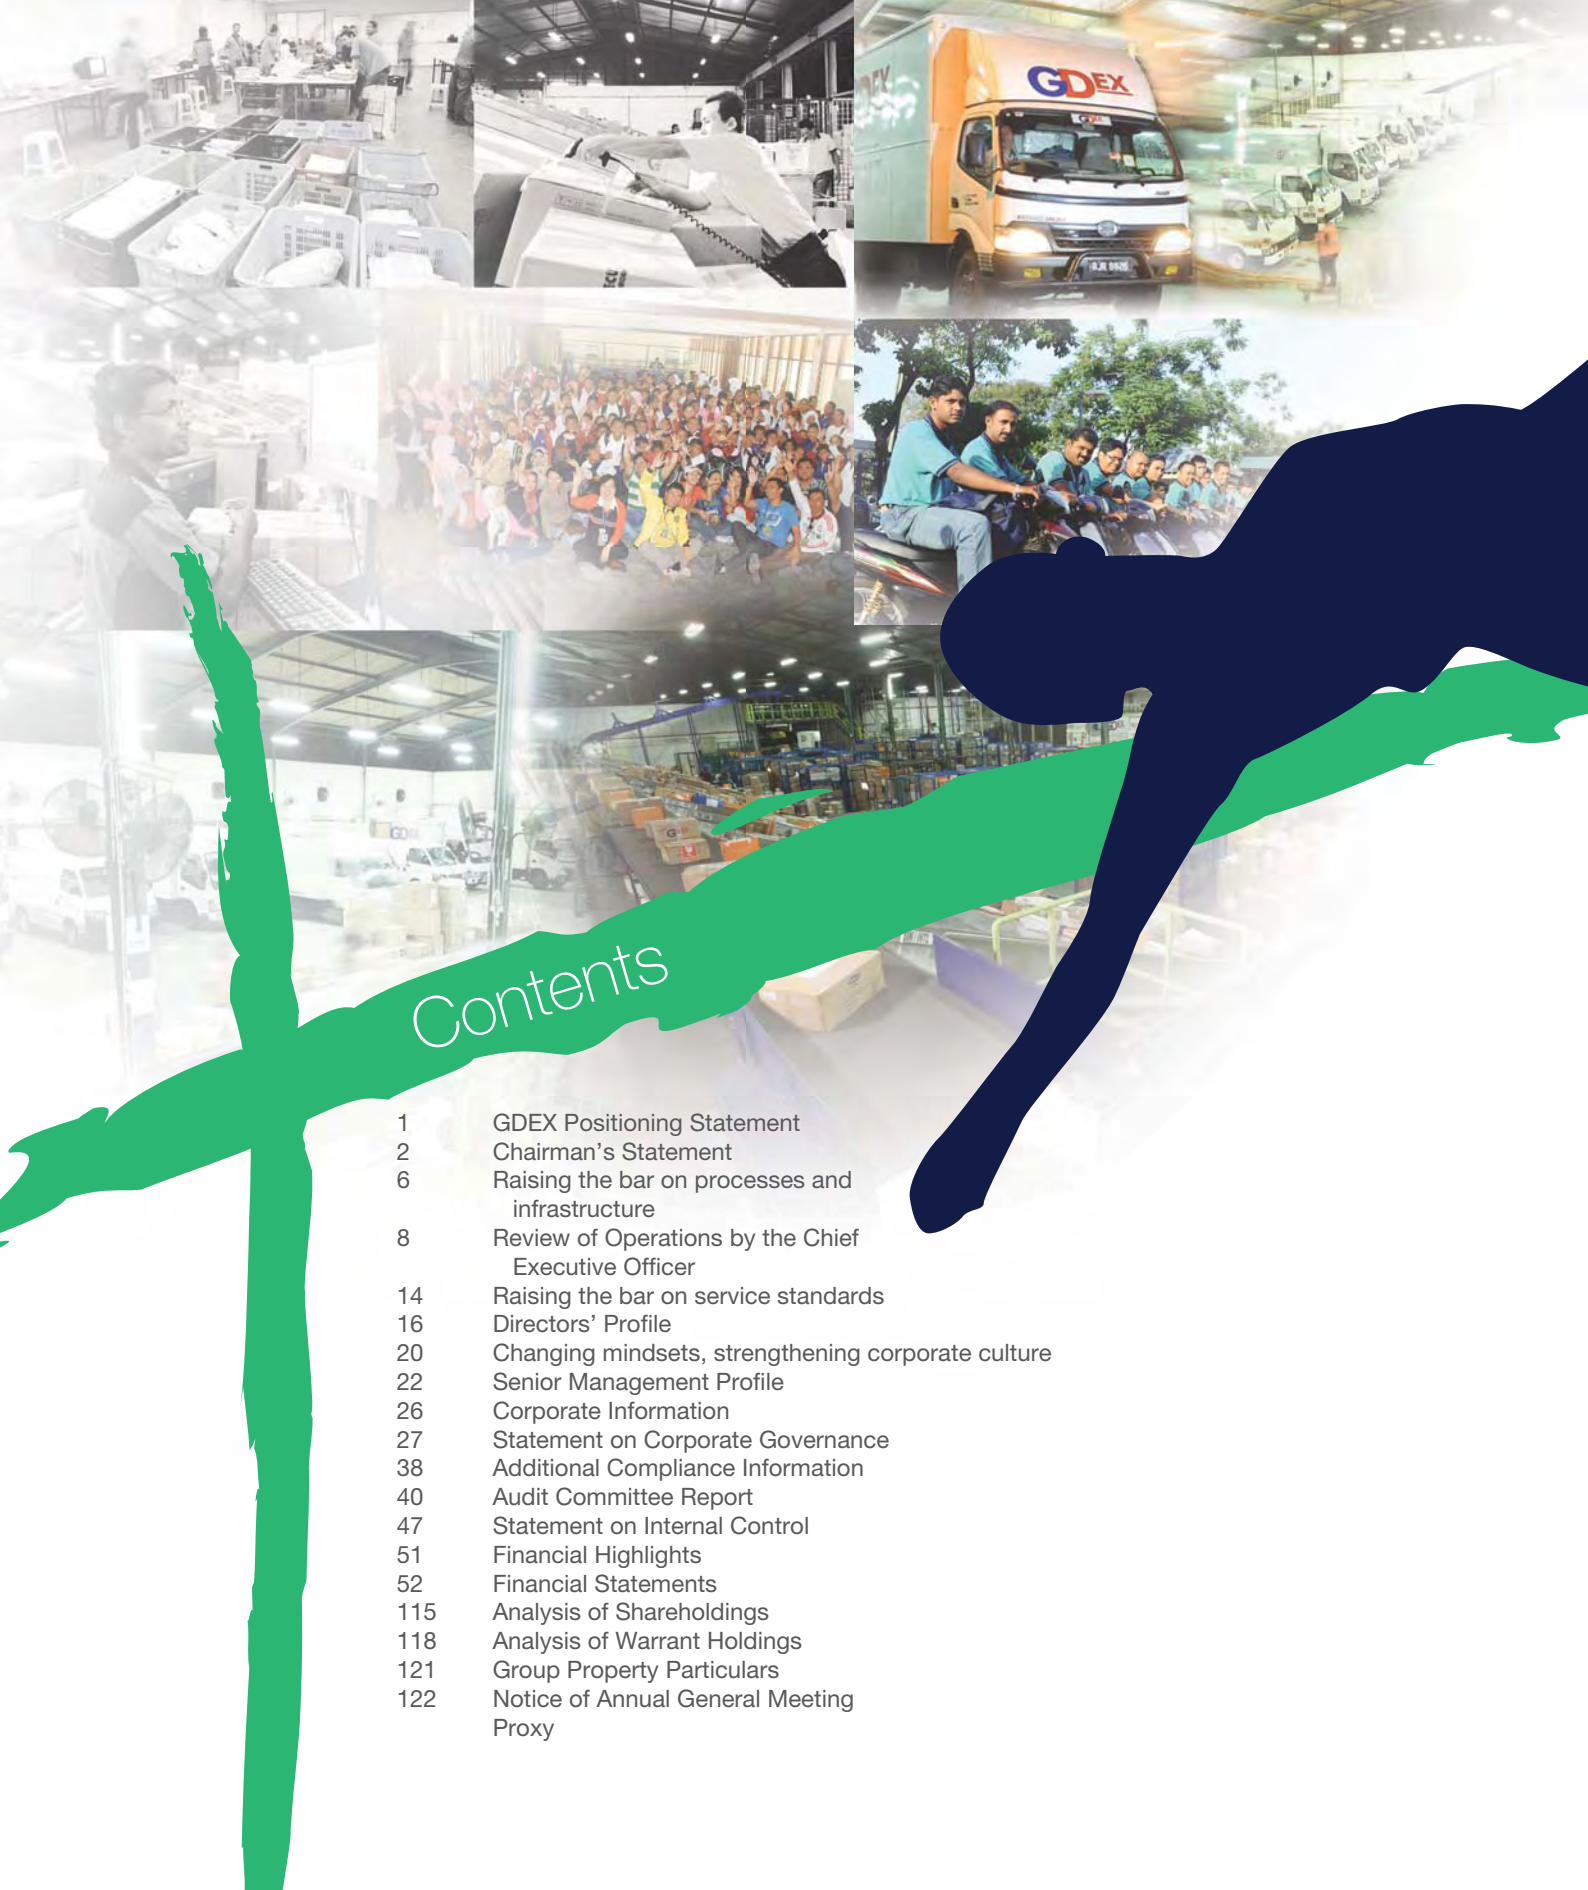 GDEX
GDEX
Contents
1 GDEX Positioning Statement
2 Chairman’s Statement
6 Raising the bar on processes and
infrastructure
8 Review of Operations by the Chief
Executive Officer
14 Raising the bar on service standards
16 Directors’ Profile
20 Changing mindsets, strengthening corporate culture
22 Senior Management Profile
26 Corporate Information
27 Statement on Corporate Governance
38 Additional Compliance Information
40 Audit Committee Report
47 Statement on Internal Control
51 Financial Highlights
52 Financial Statements
115 Analysis of Shareholdings
118 Analysis of Warrant Holdings
121 Group Property Particulars
122 Notice of Annual General Meeting
Proxy